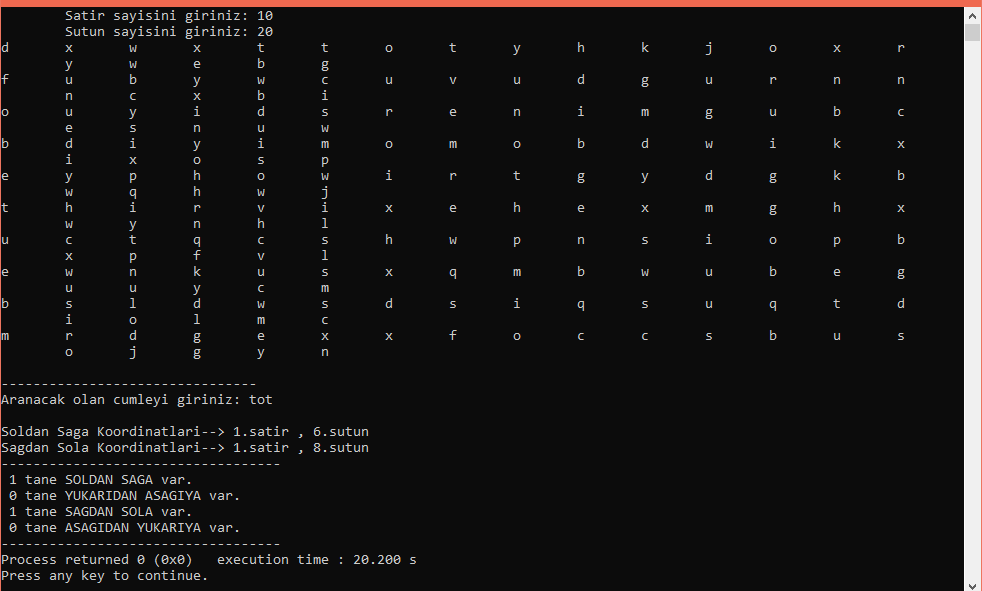 Satir sayisini giriniz: 10
Sutun sayisini giriniz: 20
d x w x t t o t y h k j o x r
y w e b g
f u b y w c u v u d g u r n n
n c x b i
o u y i d s r e n i m g u b c
e s n u w
b d i y i m o m o b d w i k x
i x o s p
e y p h o w i r t g y d g k b
w q h w j
t h i r v i x e h e x m g h x
w y n h l
u c t q c s h w p n s i o p b
x p f v l
e w n k u s x q m b w u b e g
u u y c m
b s l d w s d s i q s u q t d
i o l m c
m r d g e x x f o c c s b u s
o j g y n
--------------------------------
Aranacak olan cumleyi giriniz: tot
Soldan Saga Koordinatlari--> 1.satir , 6.sutun
Sagdan Sola Koordinatlari--> 1.satir , 8.sutun
-----------------------------------
1 tane SOLDAN SAGA var.
0 tane YUKARIDAN ASAGIYA var.
1 tane SAGDAN SOLA var.
0 tane ASAGIDAN YUKARIYA var.
-----------------------------------
Process returned 0 (0x0)   execution time : 20.200 s
Press any key to continue.